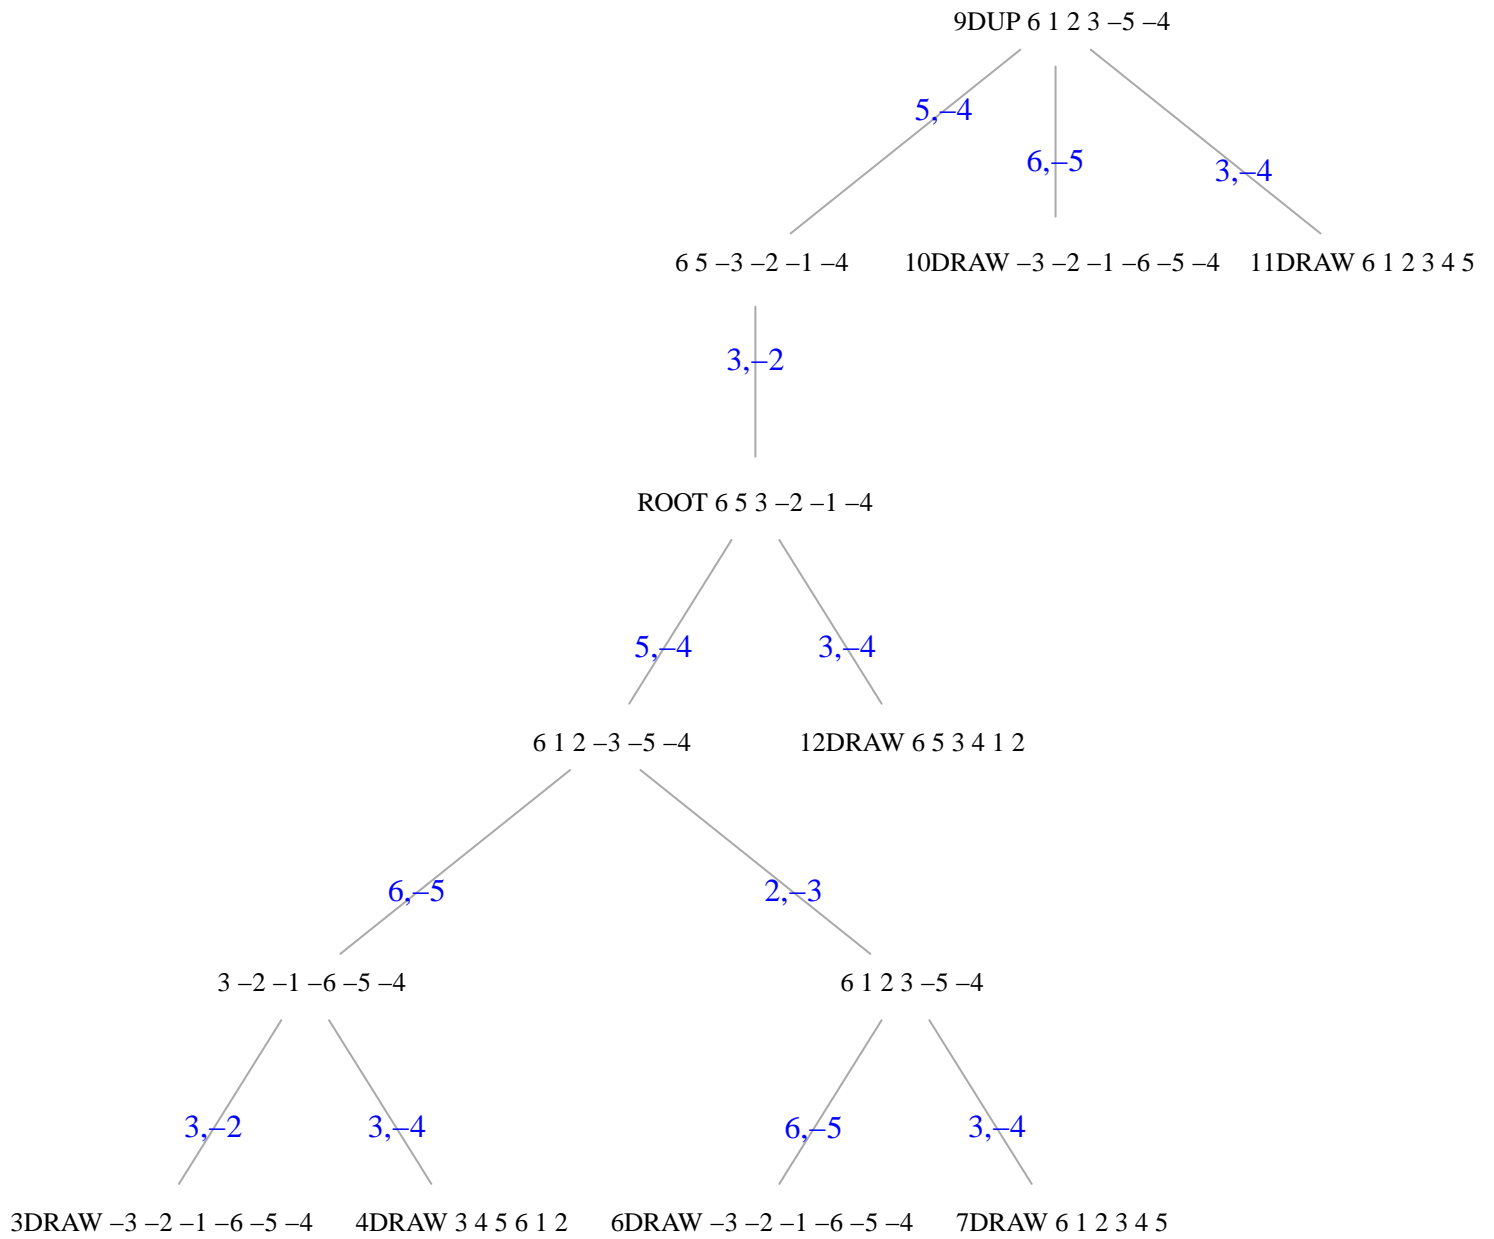 9DUP 6 1 2 3 –5 –4
5,–4
6,–5
3,–4
6 5 –3 –2 –1 –4
10DRAW –3 –2 –1 –6 –5 –4
11DRAW 6 1 2 3 4 5
3,–2
ROOT 6 5 3 –2 –1 –4
5,–4
3,–4
6 1 2 –3 –5 –4
12DRAW 6 5 3 4 1 2
6,–5
2,–3
3 –2 –1 –6 –5 –4
6 1 2 3 –5 –4
3,–2
3,–4
6,–5
3,–4
3DRAW –3 –2 –1 –6 –5 –4
4DRAW 3 4 5 6 1 2
6DRAW –3 –2 –1 –6 –5 –4
7DRAW 6 1 2 3 4 5